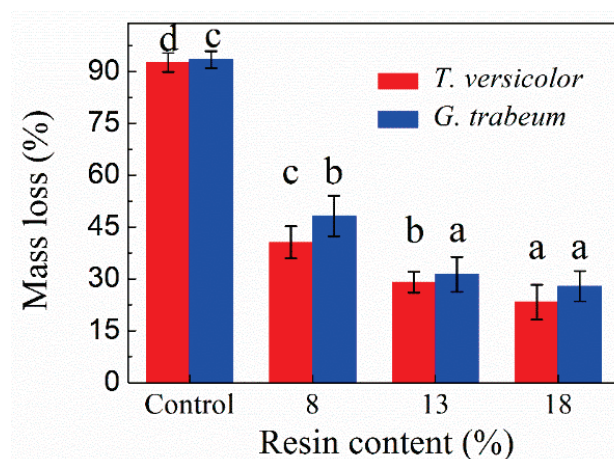 Mass loss (%)
90
75
60
45
30
15
0
d
c
c
b
b
a
a
a
T. versicolor
G. trabeum
Control
8
13
18
Resin content (%)